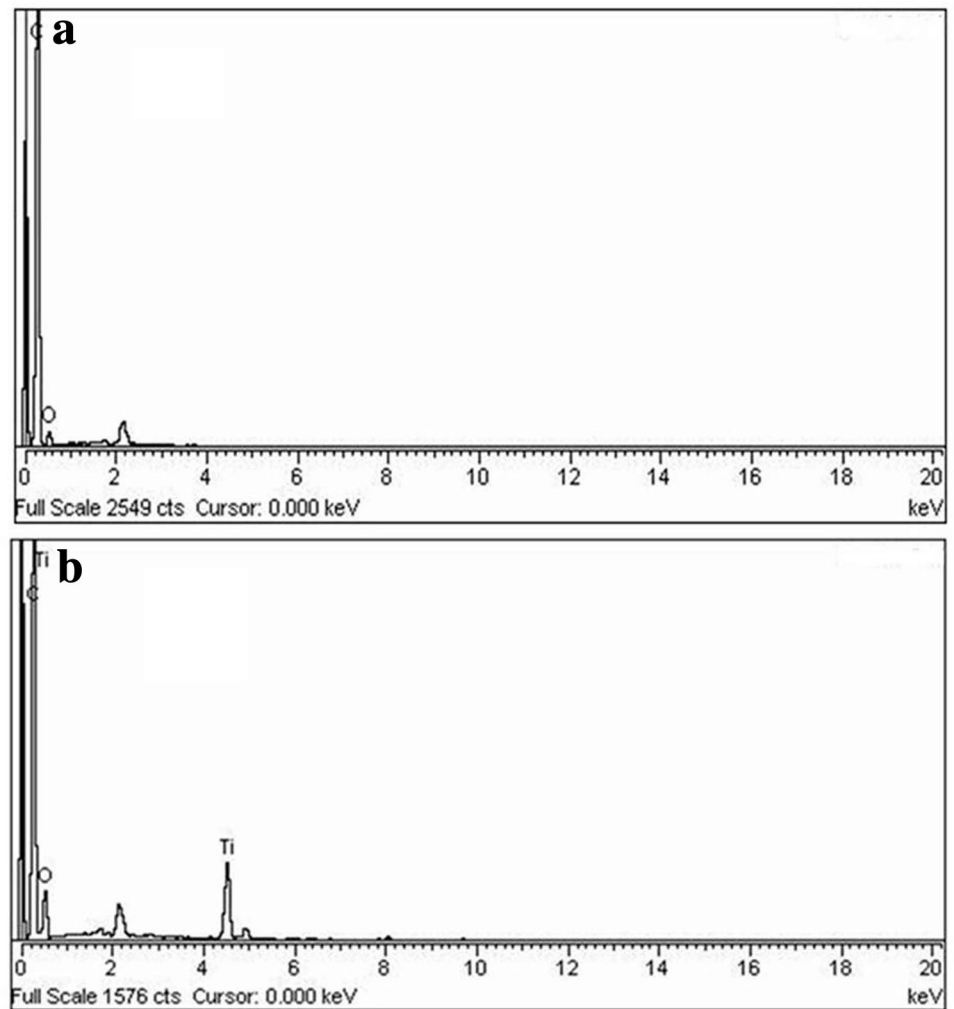 a
C
O
0 2 4 6 8 10 12 14 16 18 20
Full Scale 2549 cts Cursor: 0.000 keV keV
Ti b
C
Ti
O
0 2 4 6 8 10 12 14 16 18 20
Full Scale 1576 cts Cursor: 0.000 keV keV